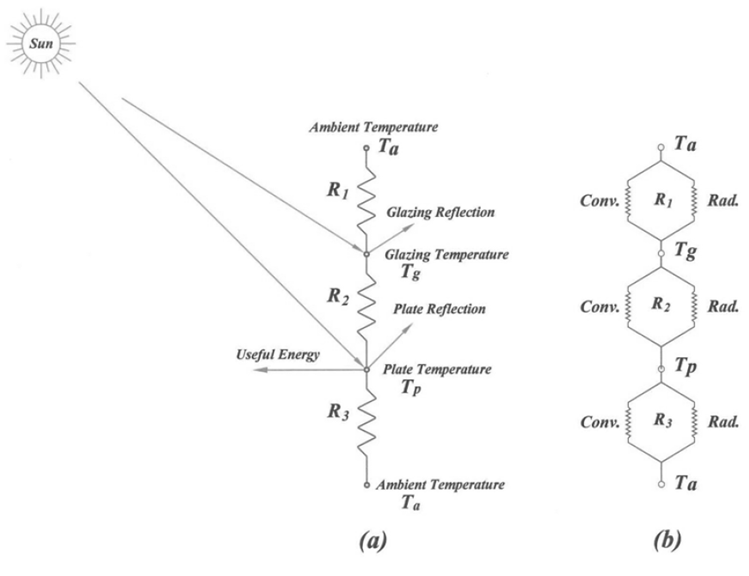 Sun
Ambient Temperature
Ta
R1
Glazing Reflection
Glazing Temperature
Tg
R2
Plate Reflection
Useful Energy
Plate Temperature
Tp
R3
Ambient Temperature
Ta
(a)
Ta
Conv. R1 Rad.
Tg
Conv. R2 Rad.
Tp
Conv. R3 Rad.
Ta
(b)